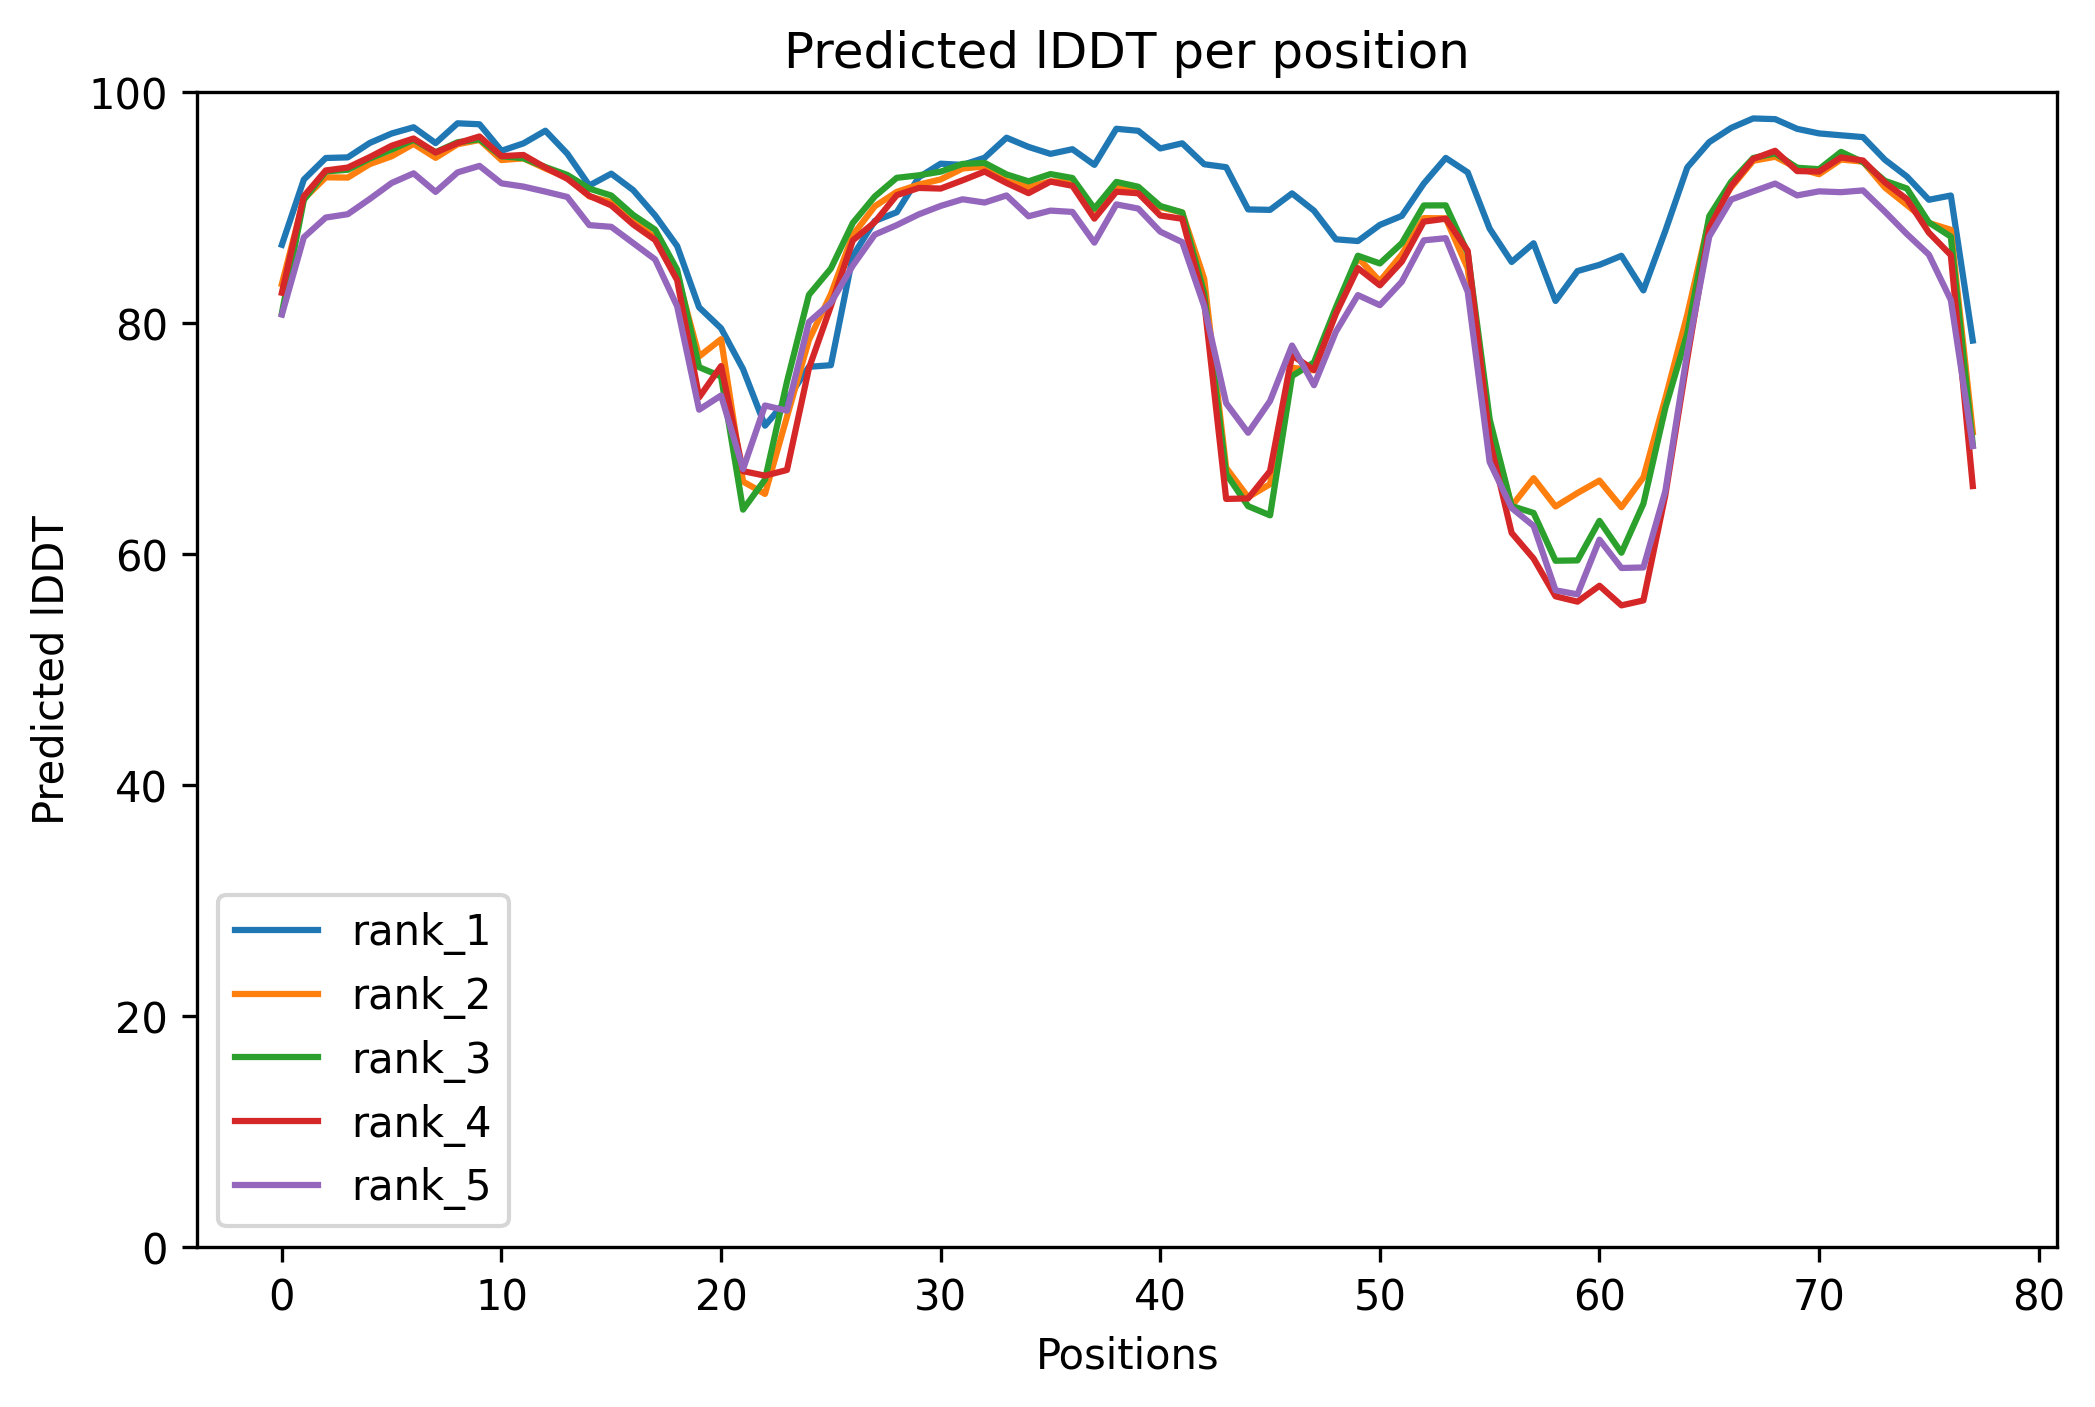 Predicted lDDT per position
100
80
60
40
20
0
Predicted lDDT
rank_1
rank_2
rank_3
rank_4
rank_5
0 10 20 30 40 50 60 70 80
Positions